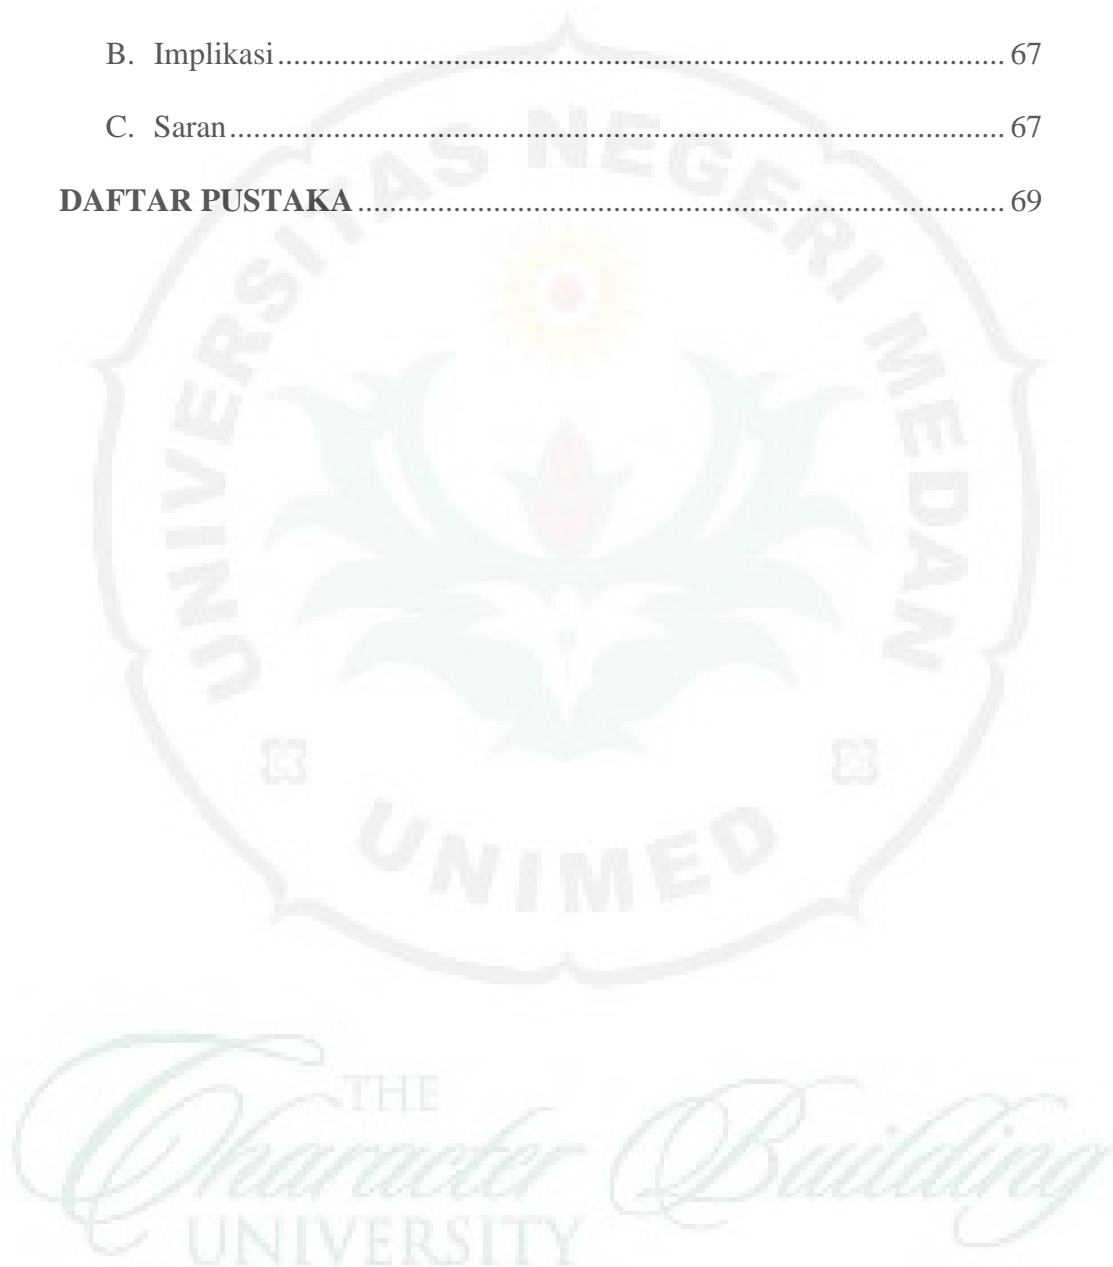 B. Implikasi........................................................................................... 67
C. Saran................................................................................................. 67
DAFTAR PUSTAKA................................................................................. 69
UNIVERSITAS NEGERI MEDAN
UNIMED
THE
Character Building
UNIVERSITY